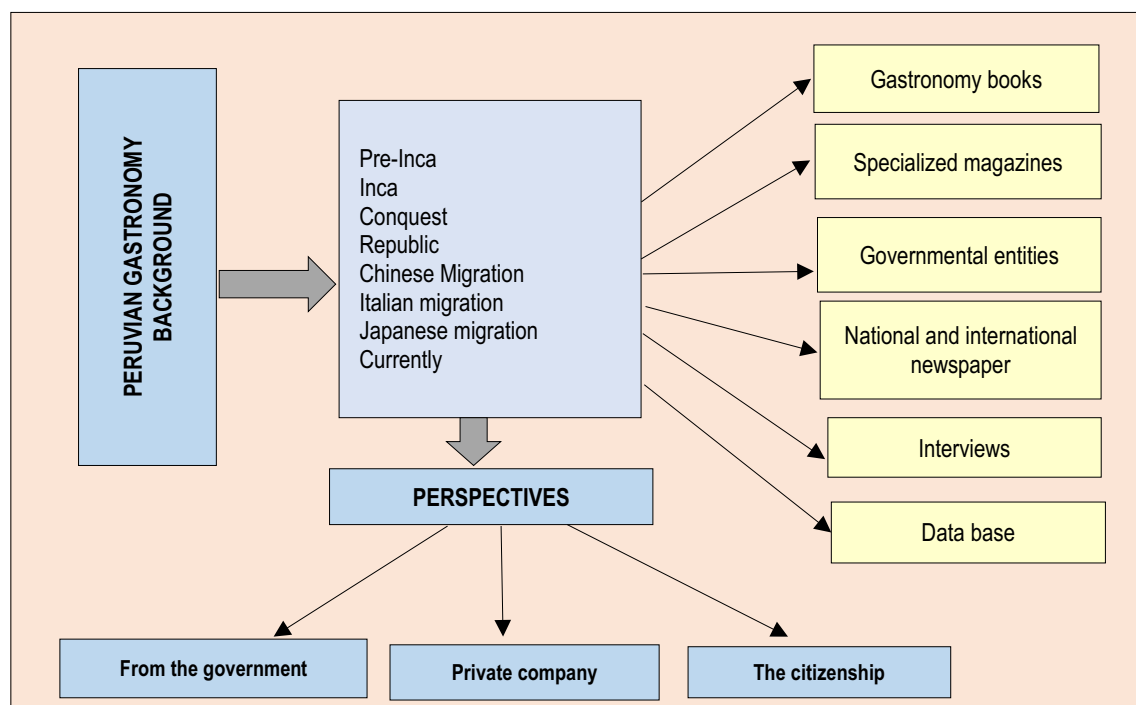 PERUVIAN GASTRONOMY
BACKGROUND
Pre-Inca
Inca
Conquest
Republic
Chinese Migration
Italian migration
Japanese migration
Currently
Gastronomy books
Specialized magazines
Governmental entities
National and international
newspaper
Interviews
Data base
PERSPECTIVES
From the government
Private company
The citizenship